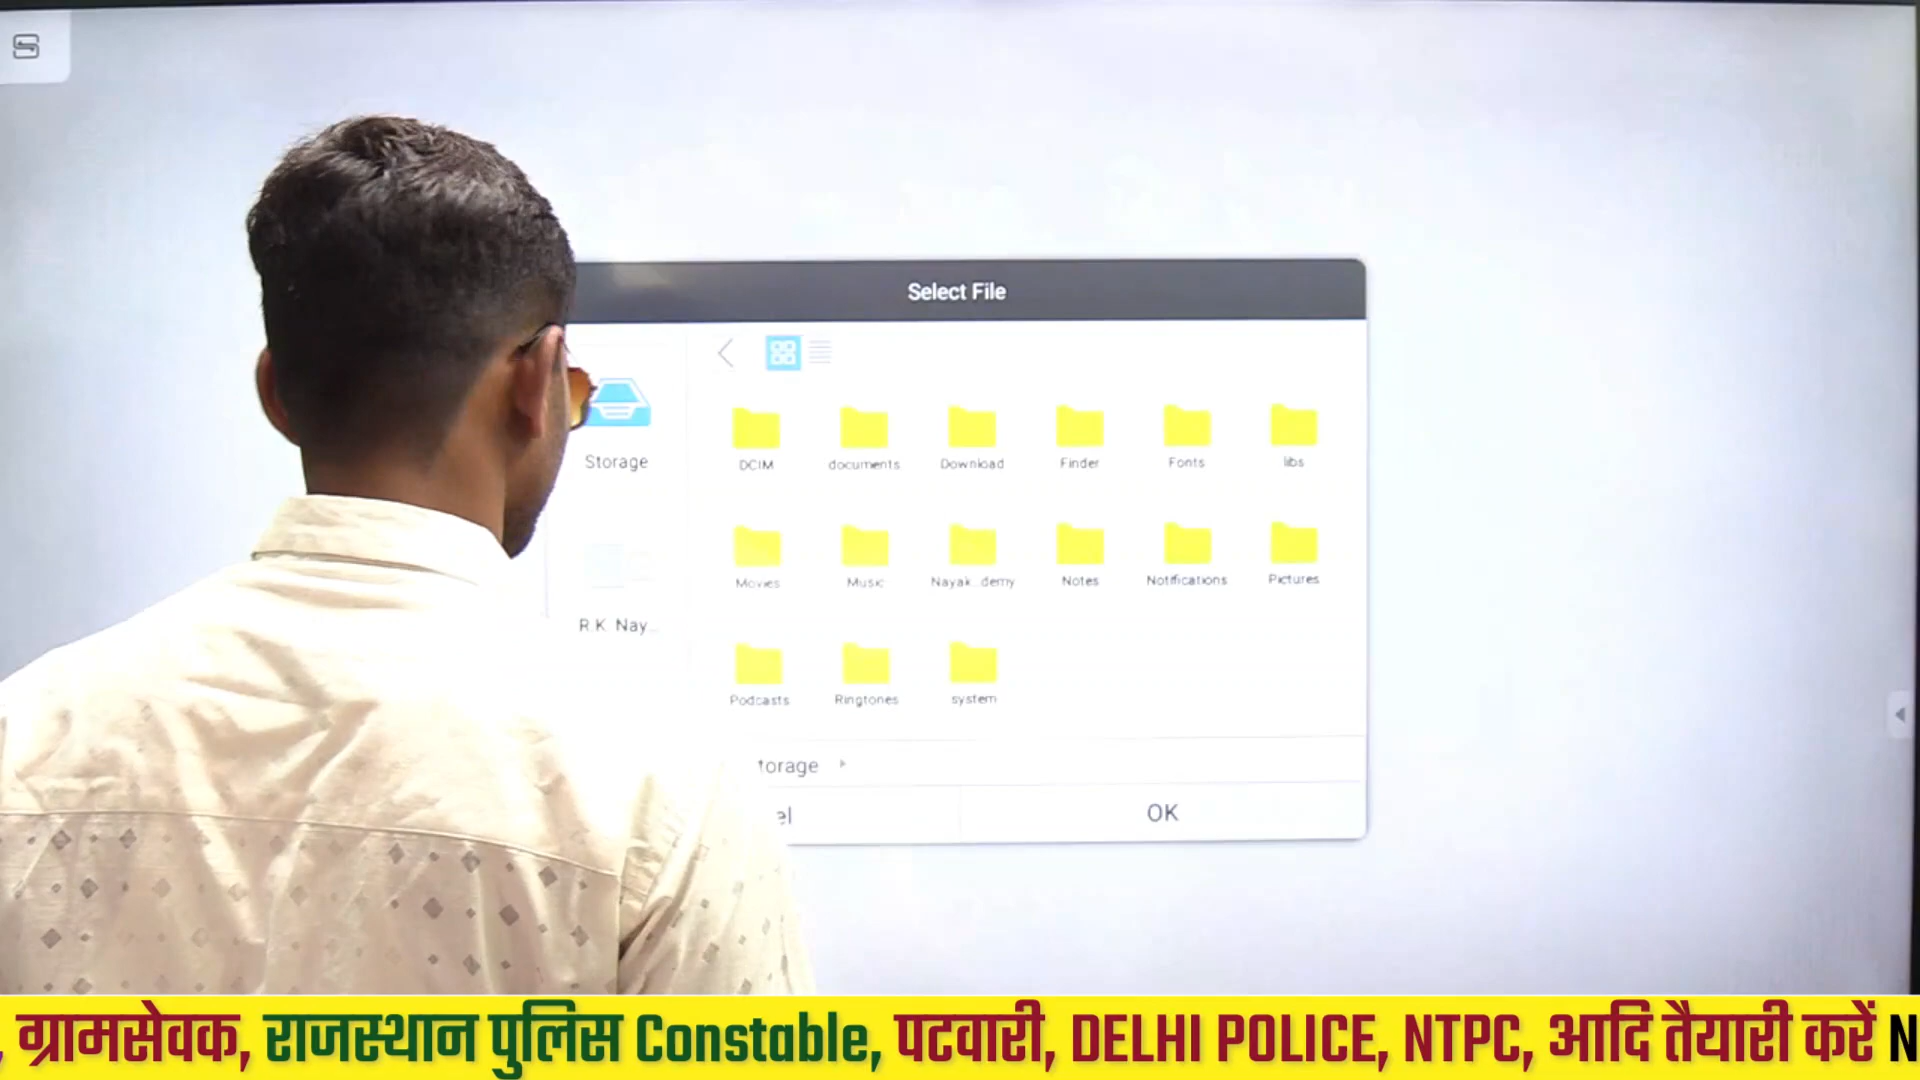 Select File
Storage
DCIM
documents
Download
Finder
Fonts
libs
Movies
Music
Nayak...demy
Notes
Notifications
Pictures
R.K. Nay...
Podcasts
Ringtones
system
torage
el
OK
, ग्रामसेवक, राजस्थान पुलिस Constable, पटवारी, DELHI POLICE, NTPC, आदि तैयारी करें N